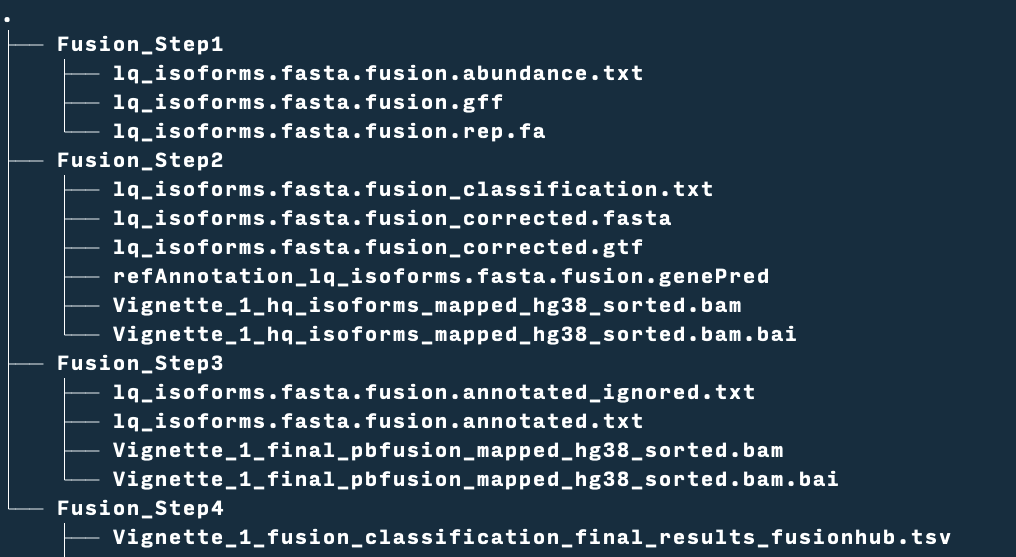 .
Fusion_Step1
lq_isoforms.fasta.fusion.abundance.txt
lq_isoforms.fasta.fusion.gff
lq_isoforms.fasta.fusion.rep.fa
Fusion_Step2
lq_isoforms.fasta.fusion_classification.txt
lq_isoforms.fasta.fusion_corrected.fasta
lq_isoforms.fasta.fusion_corrected.gtf
refAnnotation_lq_isoforms.fasta.fusion.genePred
Vignette_1_hq_isoforms_mapped_hg38_sorted.bam
Vignette_1_hq_isoforms_mapped_hg38_sorted.bam.bai
Fusion_Step3
lq_isoforms.fasta.fusion.annotated_ignored.txt
lq_isoforms.fasta.fusion.annotated.txt
Vignette_1_final_pbfusion_mapped_hg38_sorted.bam
Vignette_1_final_pbfusion_mapped_hg38_sorted.bam.bai
Fusion_Step4
Vignette_1_fusion_classification_final_results_fusionhub.tsv